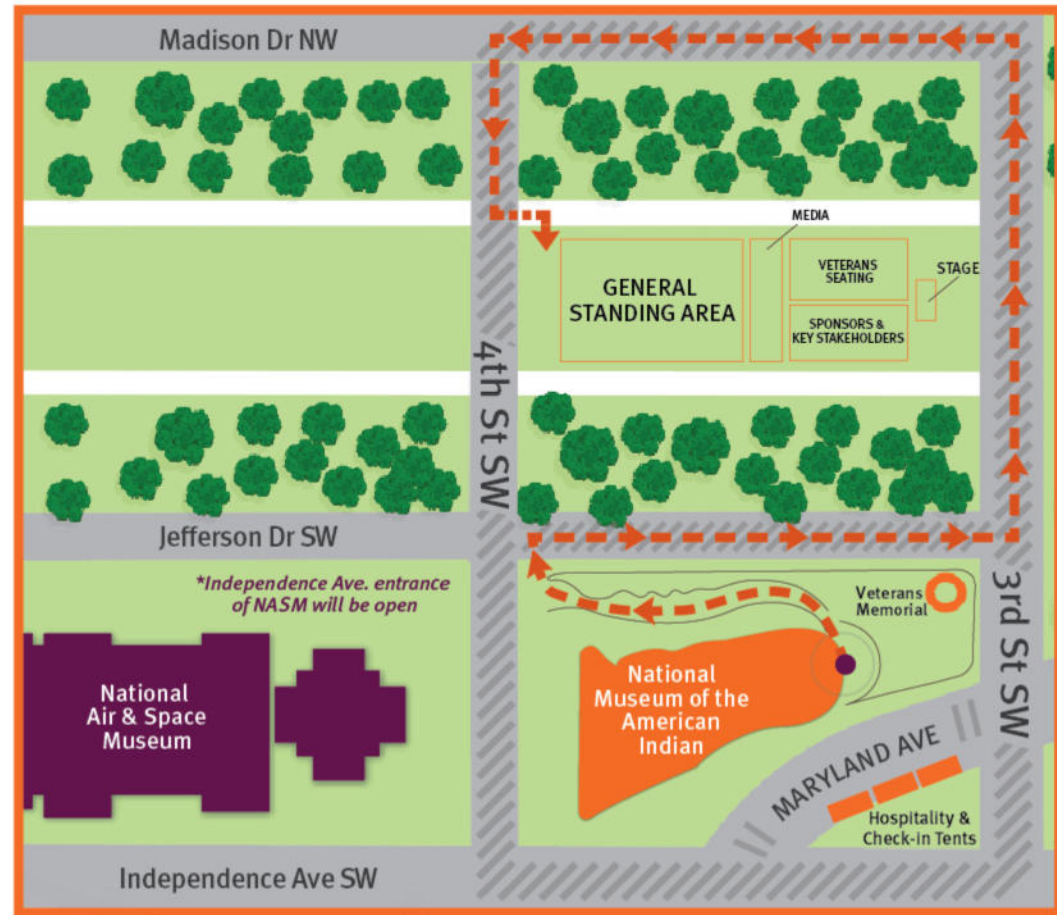 Madison Dr NW
MEDIA
GENERAL
STANDING AREA
VETERANS
SEATING
STAGE
SPONSORS &
KEY STAKEHOLDERS
4th St SW
Jefferson Dr SW
*Independence Ave. entrance
of NASM will be open
Veterans
Memorial
3rd St SW
National
Air & Space
Museum
National
Museum of the
American
Indian
MARYLAND AVE
Hospitality &
Check-in Tents
Independence Ave SW